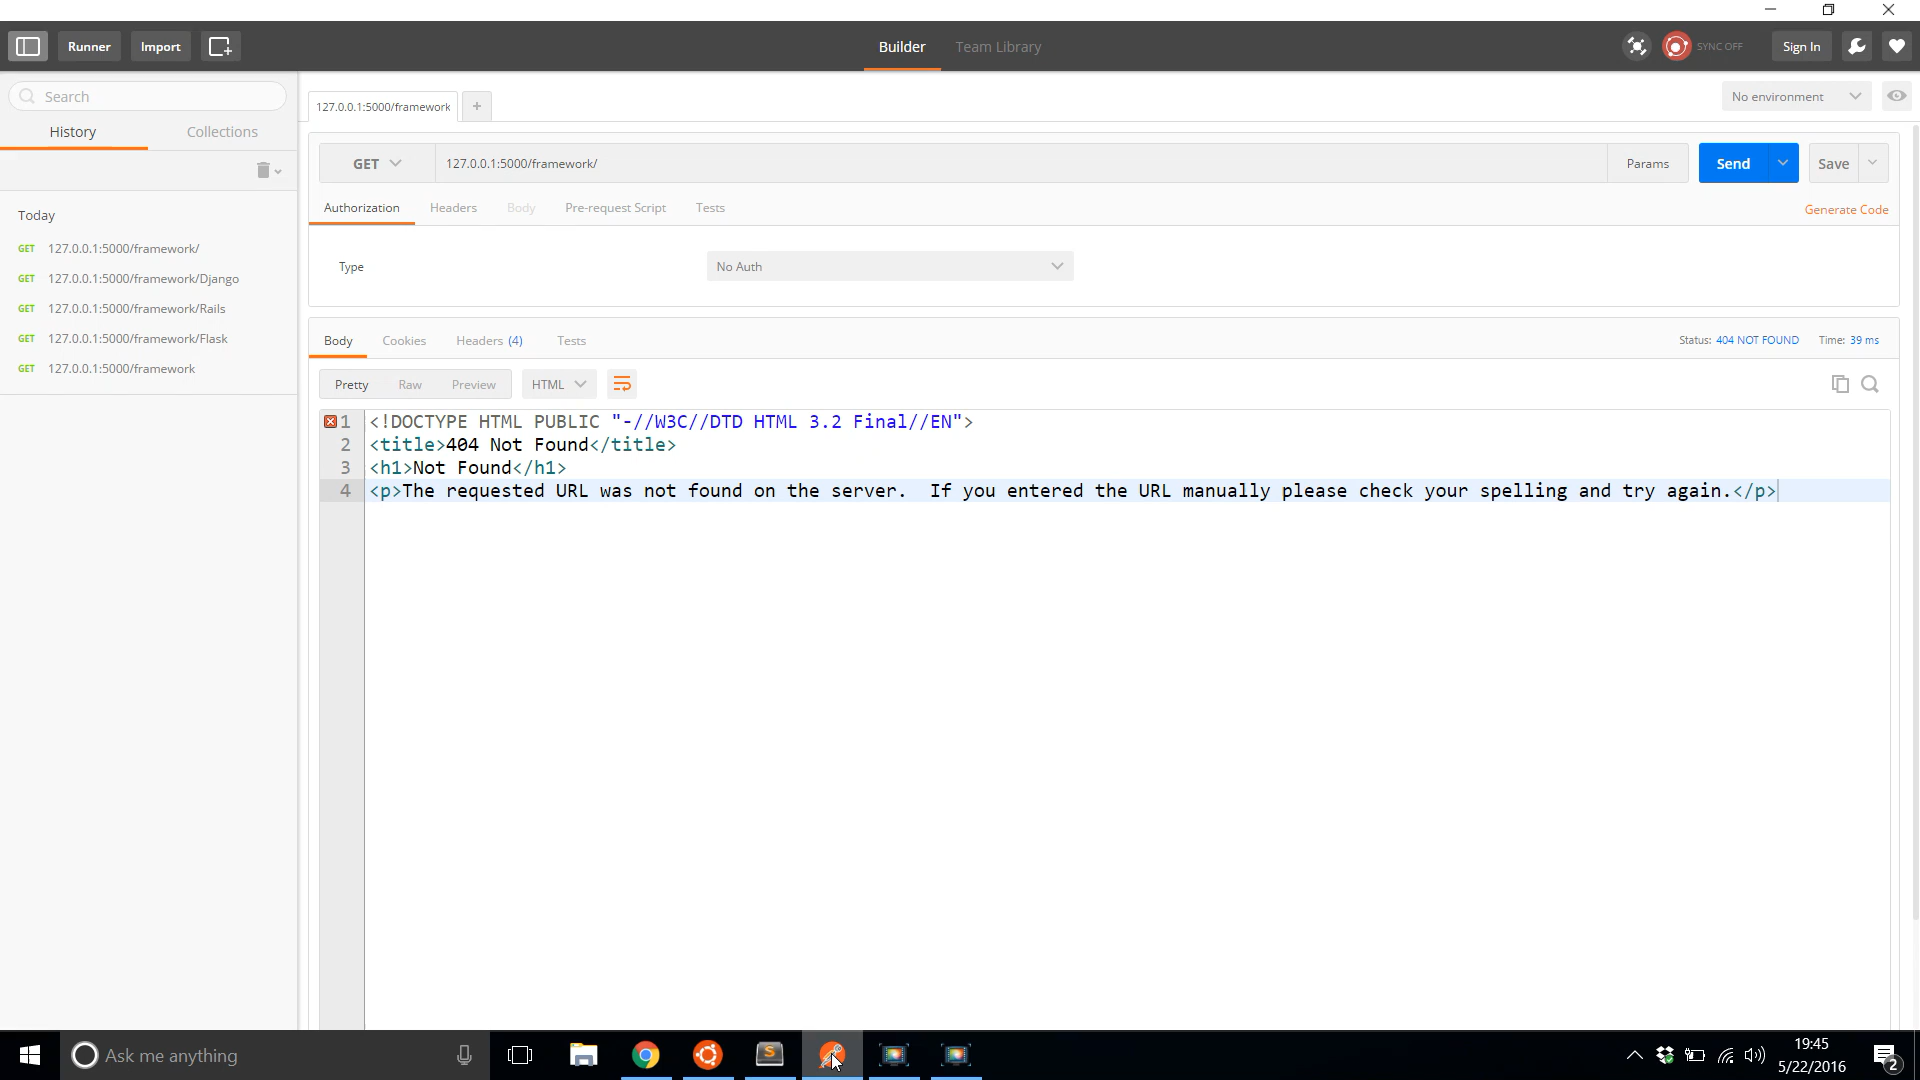 Runner
Import
Builder
Team Library
SYNC OFF
Sign In
Search
History
Collections
Today
GET 127.0.0.1:5000/framework/
GET 127.0.0.1:5000/framework/Django
GET 127.0.0.1:5000/framework/Rails
GET 127.0.0.1:5000/framework/Flask
GET 127.0.0.1:5000/framework
127.0.0.1:5000/framework
+
No environment
GET
127.0.0.1:5000/framework/
Params
Send
Save
Authorization
Headers
Body
Pre-request Script
Tests
Generate Code
Type
No Auth
Body
Cookies
Headers (4)
Tests
Status: 404 NOT FOUND
Time: 39 ms
Pretty
Raw
Preview
HTML
1 <!DOCTYPE HTML PUBLIC "-//W3C//DTD HTML 3.2 Final//EN">
2 <title>404 Not Found</title>
3 <h1>Not Found</h1>
4 <p>The requested URL was not found on the server.  If you entered the URL manually please check your spelling and try again.</p>
Ask me anything
S
19:45
5/22/2016
2